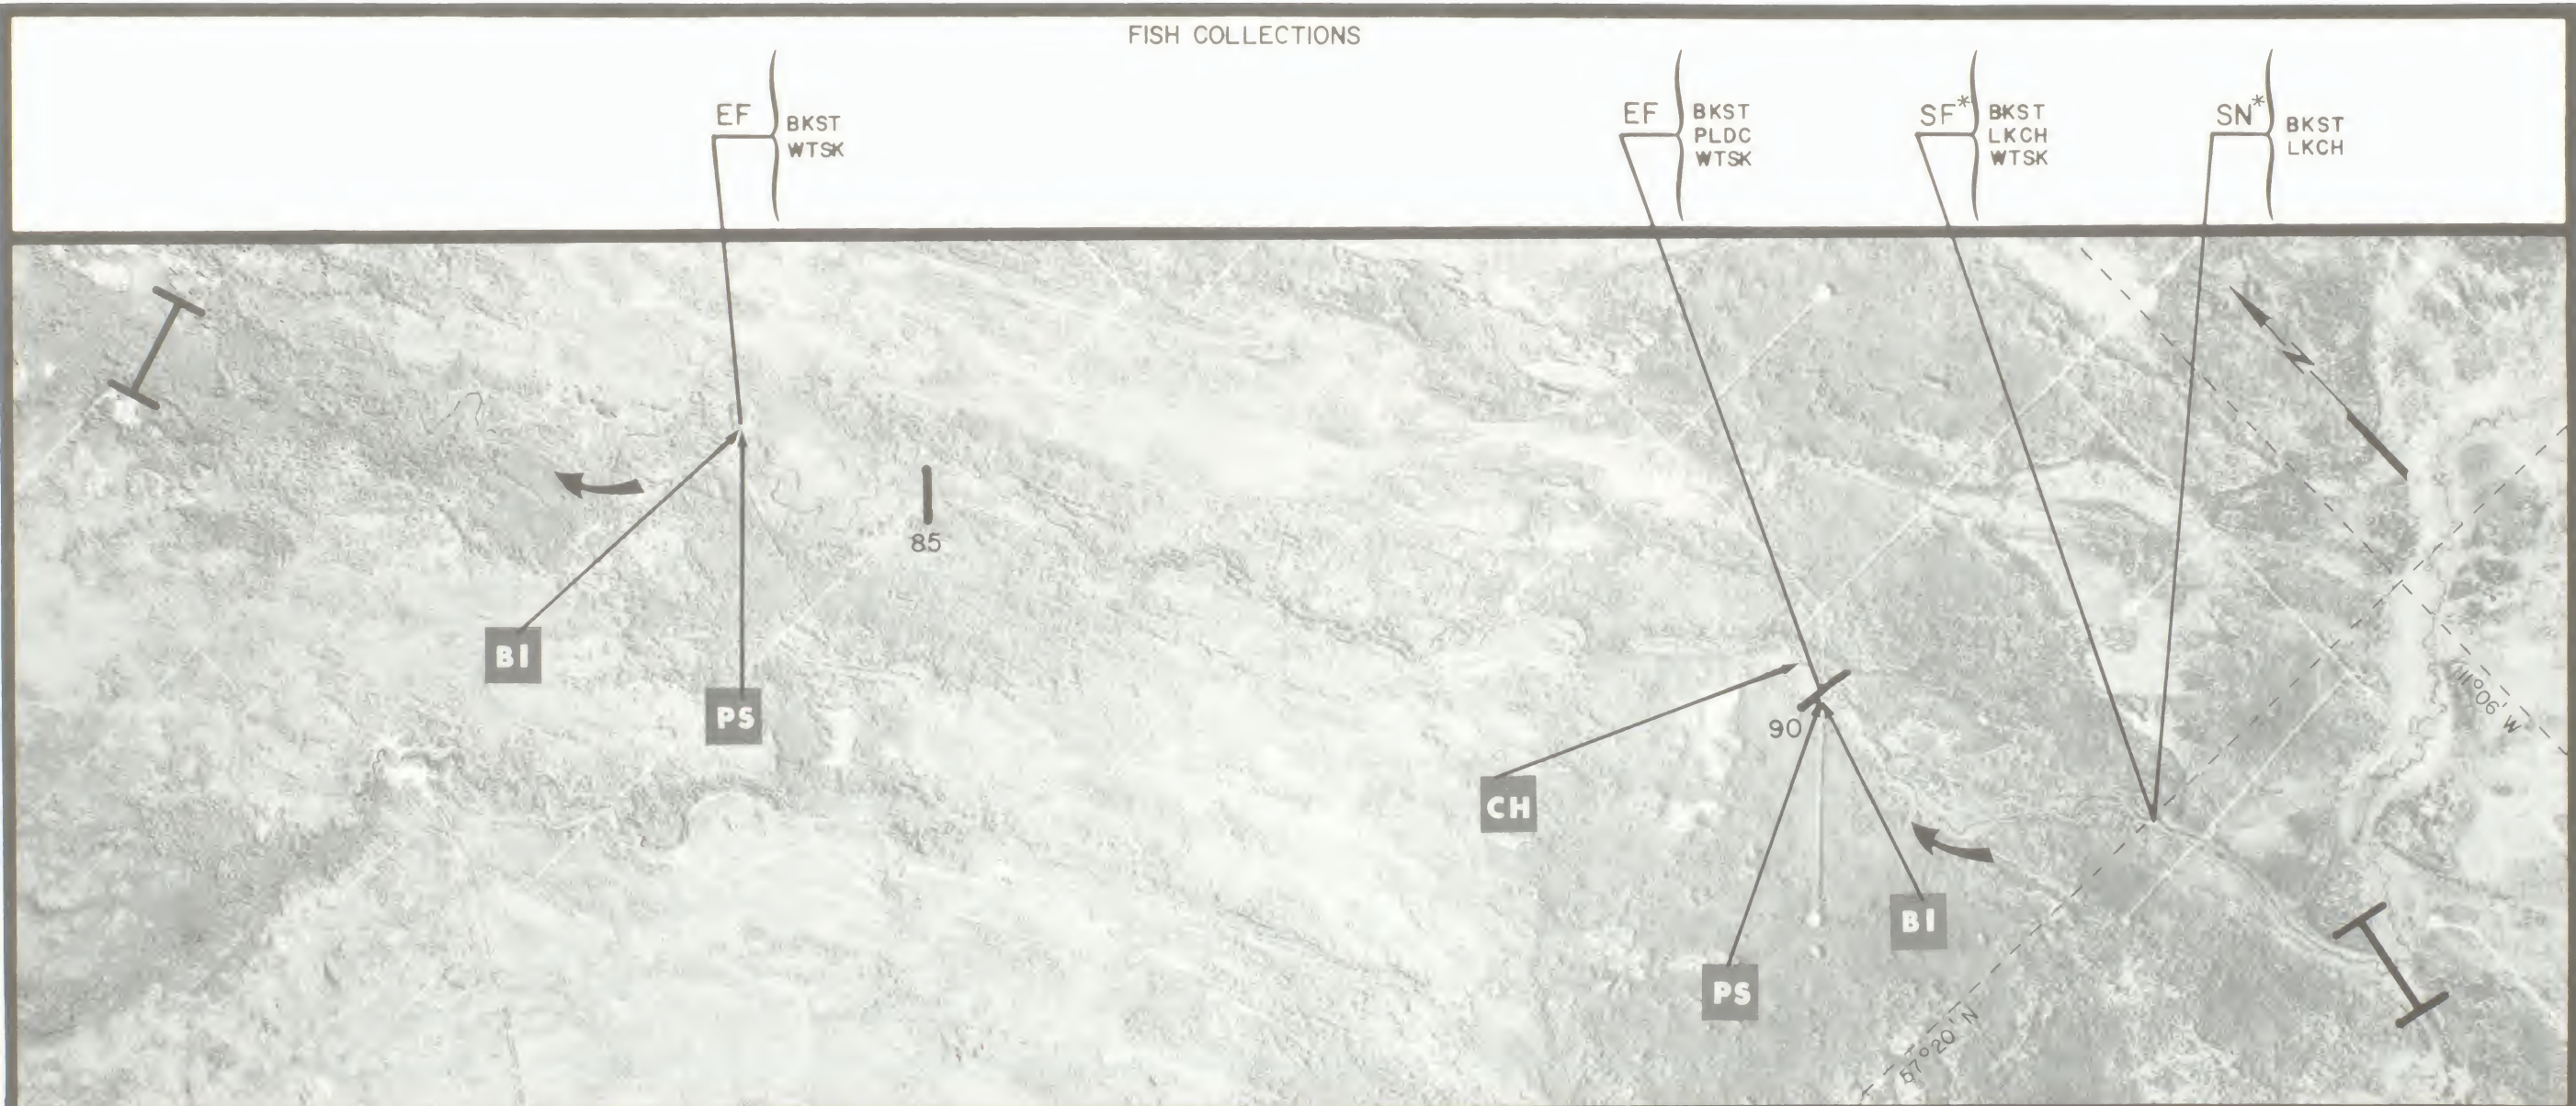 FISH COLLECTIONS
EF
BKST
WTSK
EF
BKST
PLDC
WTSK
SF*
BKST
LKCH
WTSK
SN*
BKST
LKCH
N
85
BI
PS
111°06' W
90
CH
BI
PS
57°20' N